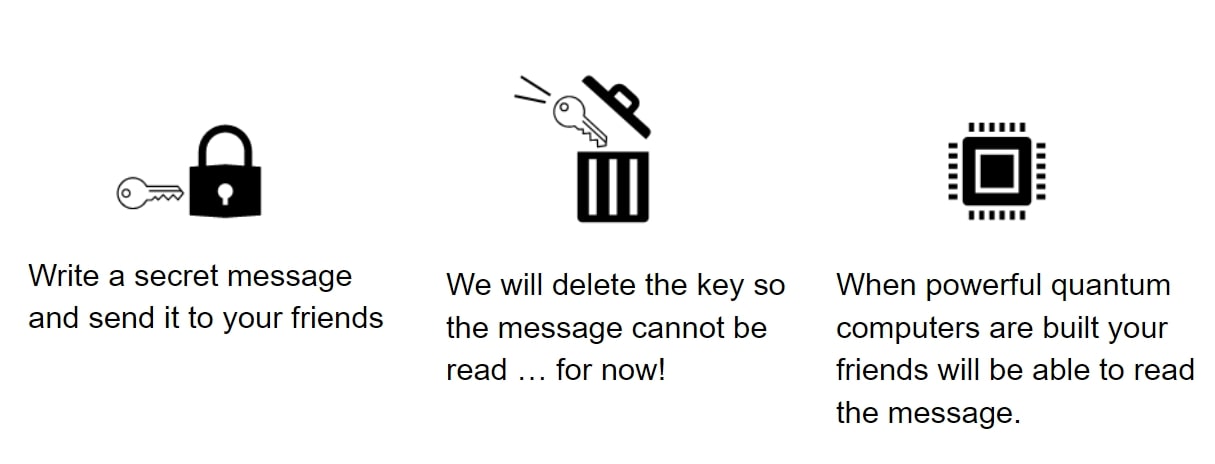 Write a secret message
and send it to your friends
We will delete the key so
the message cannot be
read … for now!
When powerful quantum
computers are built your
friends will be able to read
the message.